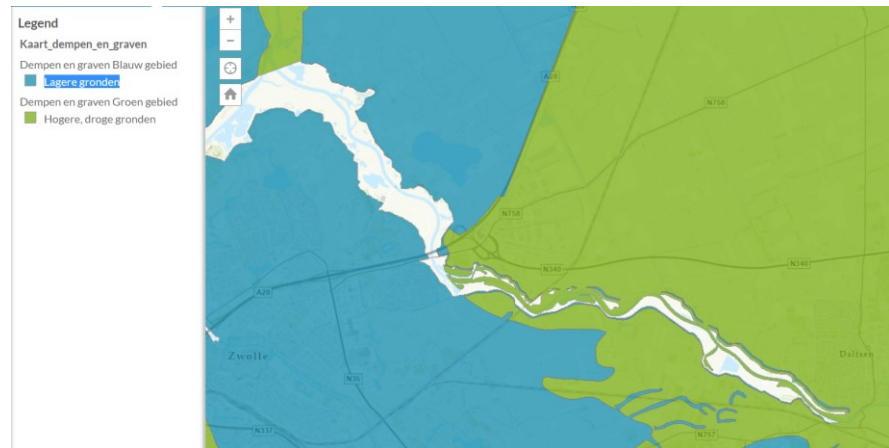 Legend
Kaart_dempen_en_graven
Dempen en graven Blauw gebied
Lagere gronden
Dempen en graven Groen gebied
Hogere, droge gronden
+
−
A28
N758
N758
N340
N340
A28
Zwolle
Dalfsen
N35
N337
N757